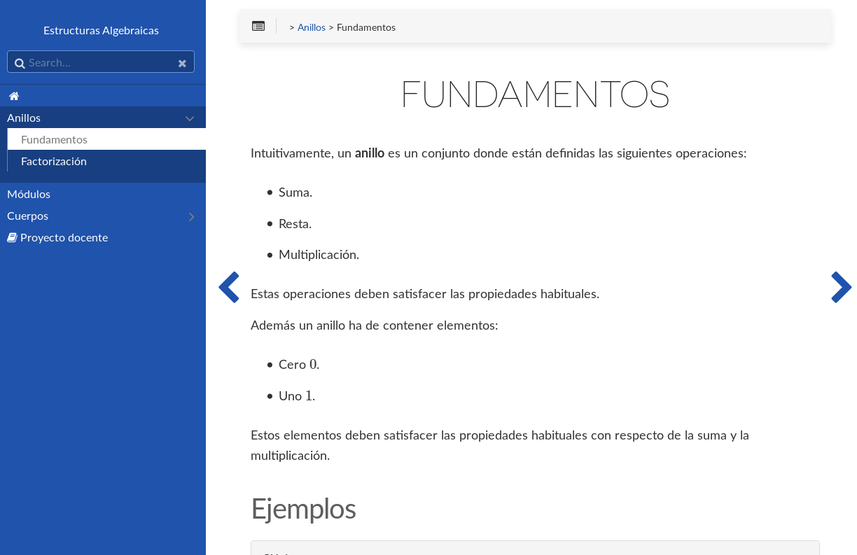 Estructuras Algebraicas
Search...
Anillos
Fundamentos
Factorización
Módulos
Cuerpos
Proyecto docente
> Anillos > Fundamentos
FUNDAMENTOS
Intuitivamente, un anillo es un conjunto donde están definidas las siguientes operaciones:
• Suma.
• Resta.
• Multiplicación.
Estas operaciones deben satisfacer las propiedades habituales.
Además un anillo ha de contener elementos:
• Cero 0.
• Uno 1.
Estos elementos deben satisfacer las propiedades habituales con respecto de la suma y la
multiplicación.
Ejemplos